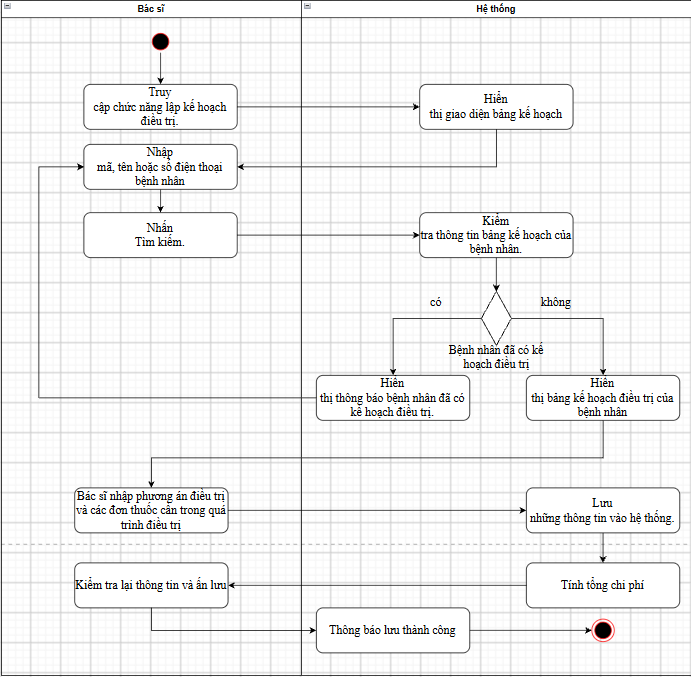 Bác sĩ
Hệ thống
Truy
cập chức năng lập kế hoạch
điều trị.
Hiển
thị giao diện bảng kế hoạch
Nhập
mã, tên hoặc số điện thoại
bệnh nhân
Nhấn
Tìm kiếm.
Kiểm
tra thông tin bảng kế hoạch của
bệnh nhân.
có
không
Bệnh nhân đã có kế
hoạch điều trị
Hiển
thị thông báo bệnh nhân đã có
kế hoạch điều trị.
Hiển
thị bảng kế hoạch điều trị của
bệnh nhân
Bác sĩ nhập phương án điều trị
và các đơn thuốc cần trong quá
trình điều trị
Lưu
những thông tin vào hệ thống.
Kiểm tra lại thông tin và ấn lưu
Tính tổng chi phí
Thông báo lưu thành công